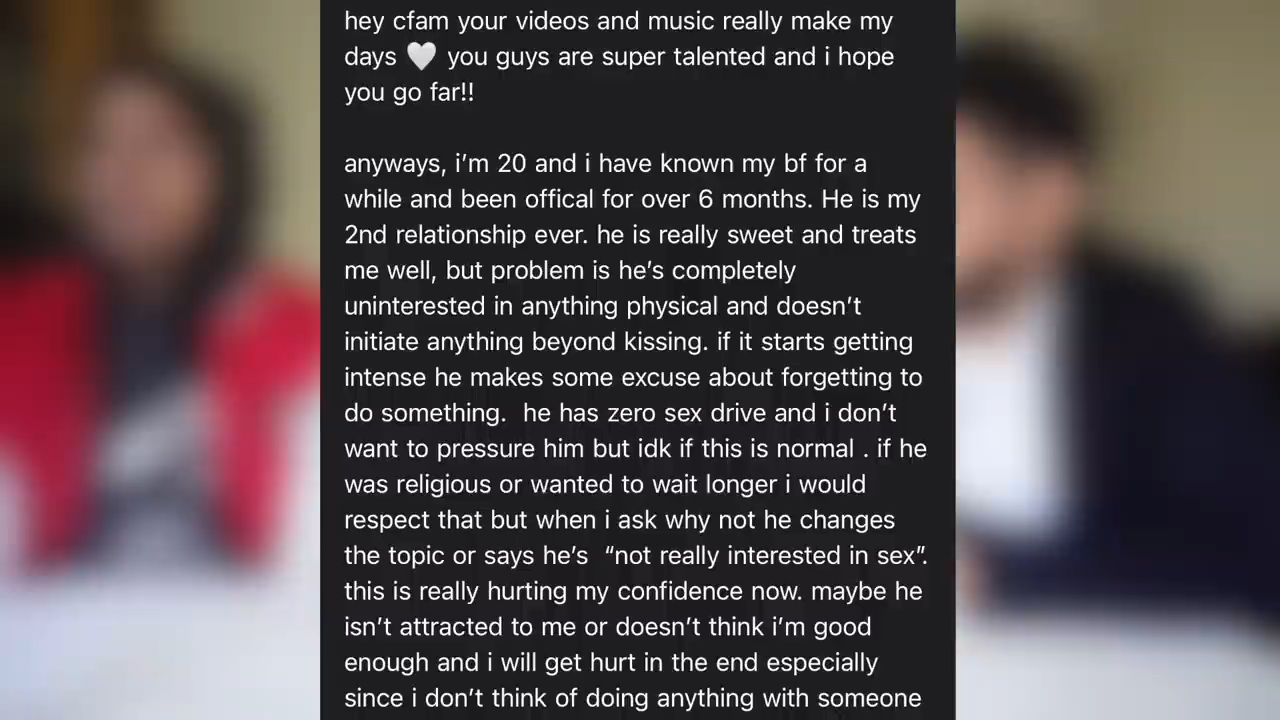 hey cfam your videos and music really make my
days 🤍 you guys are super talented and i hope
you go far!!
anyways, i’m 20 and i have known my bf for a
while and been offical for over 6 months. He is my
2nd relationship ever. he is really sweet and treats
me well, but problem is he’s completely
uninterested in anything physical and doesn’t
initiate anything beyond kissing. if it starts getting
intense he makes some excuse about forgetting to
do something.  he has zero sex drive and i don’t
want to pressure him but idk if this is normal . if he
was religious or wanted to wait longer i would
respect that but when i ask why not he changes
the topic or says he’s  “not really interested in sex”.
this is really hurting my confidence now. maybe he
isn’t attracted to me or doesn’t think i’m good
enough and i will get hurt in the end especially
since i don’t think of doing anything with someone